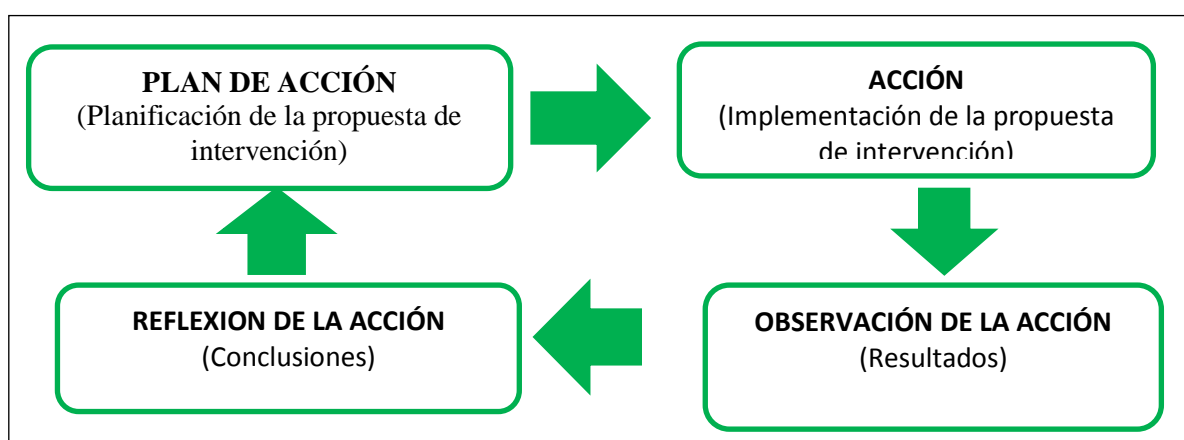 PLAN DE ACCIÓN
(Planificación de la propuesta de
intervención)
ACCIÓN
(Implementación de la propuesta
de intervención)
REFLEXION DE LA ACCIÓN
(Conclusiones)
OBSERVACIÓN DE LA ACCIÓN
(Resultados)